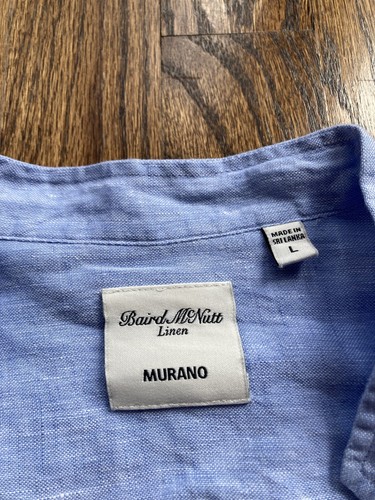 MADE IN
SRI LANKA
L
Baird McNutt
Linen
MURANO